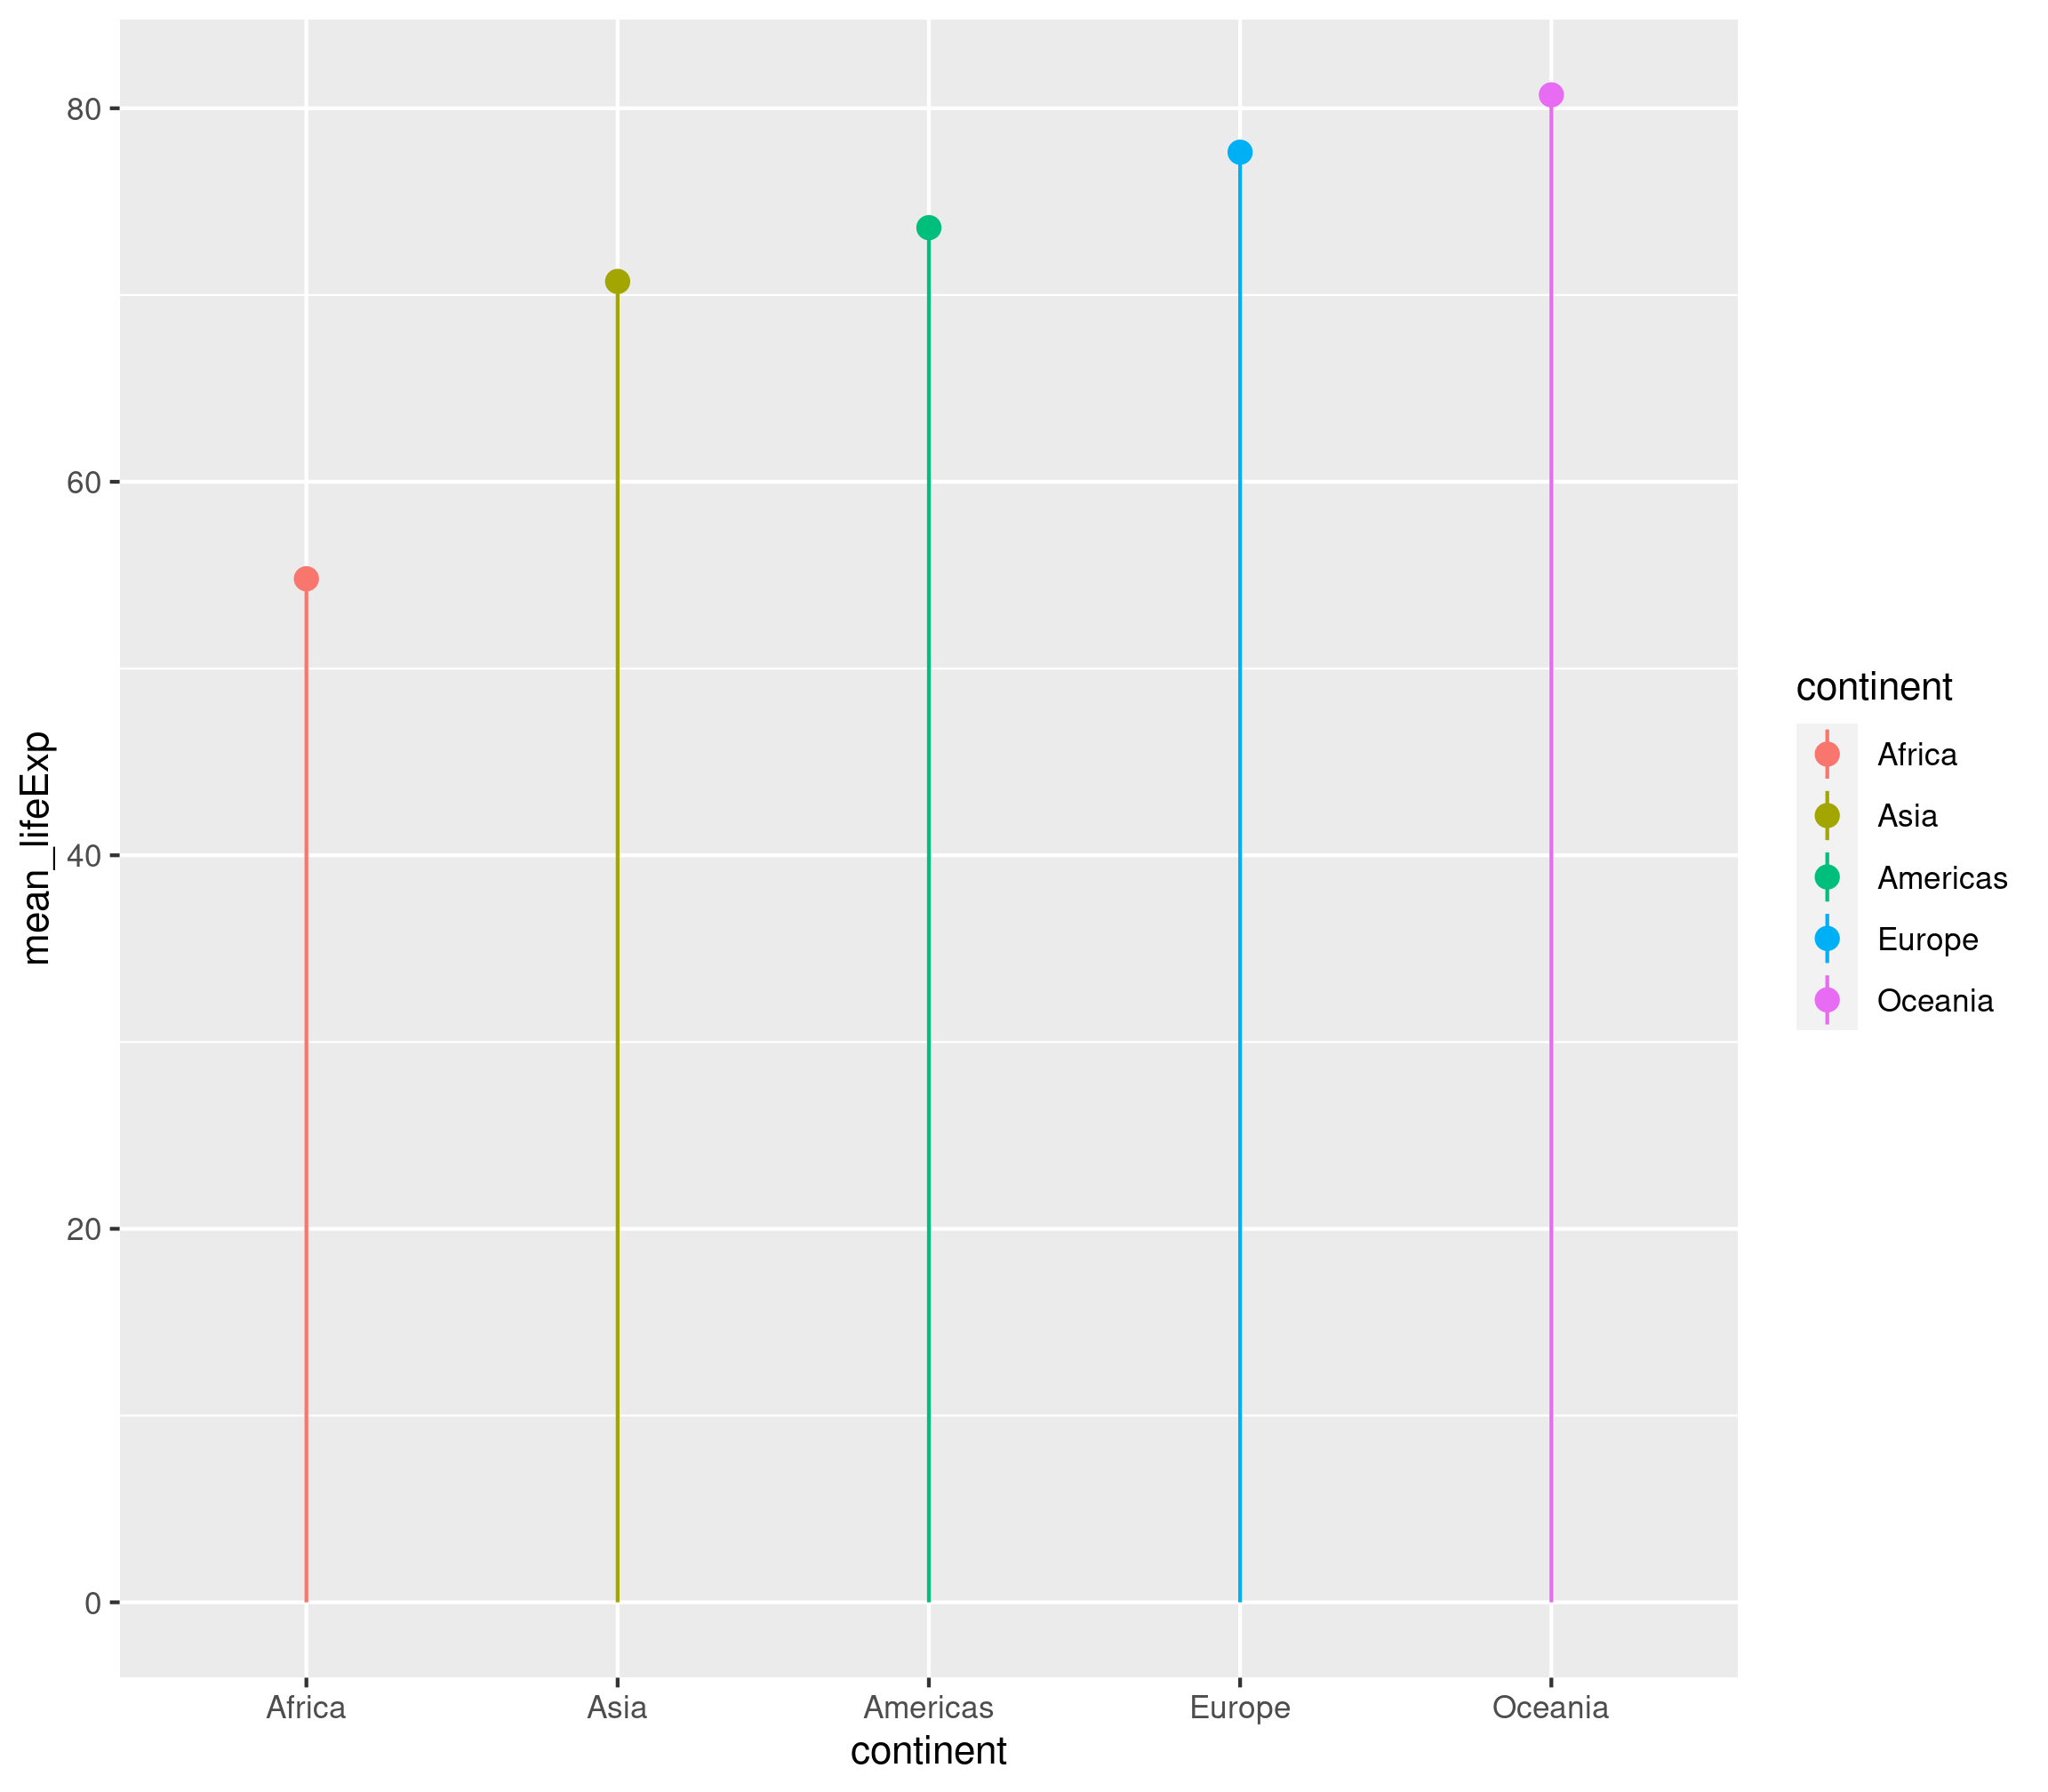 mean_lifeExp
80
60
40
20
0
Africa Asia Americas Europe Oceania
continent
continent
Africa
Asia
Americas
Europe
Oceania